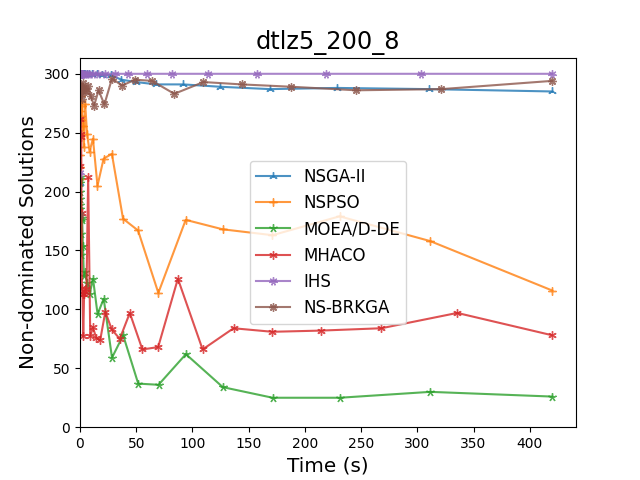 dtlz5_200_8
Non-dominated Solutions
300
250
200
150
100
50
0
NSGA-II
NSPSO
MOEA/D-DE
MHACO
IHS
NS-BRKGA
0 50 100 150 200 250 300 350 400
Time (s)